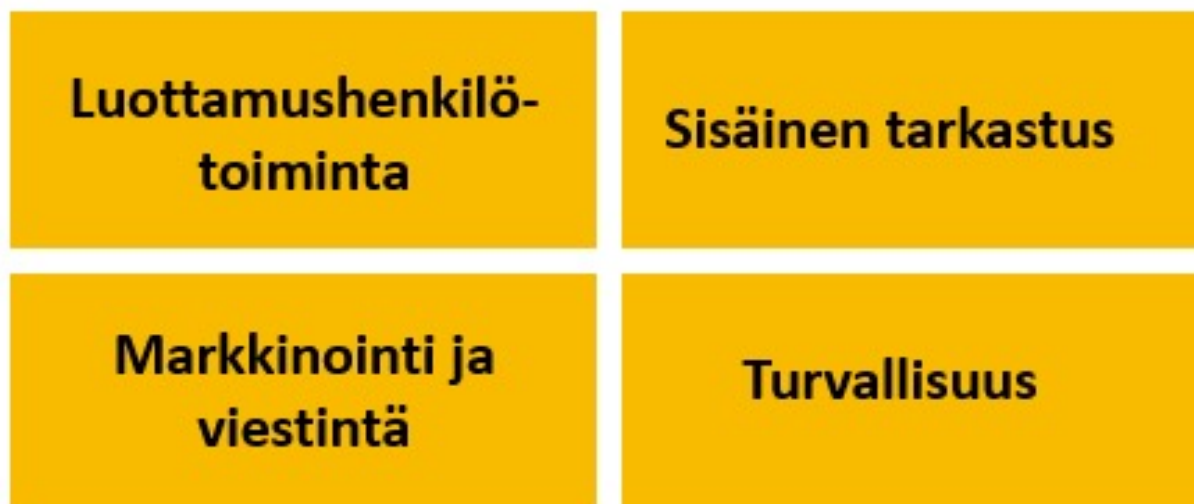 Luottamushenkilö-
toiminta
Sisäinen tarkastus
Markkinointi ja
viestintä
Turvallisuus